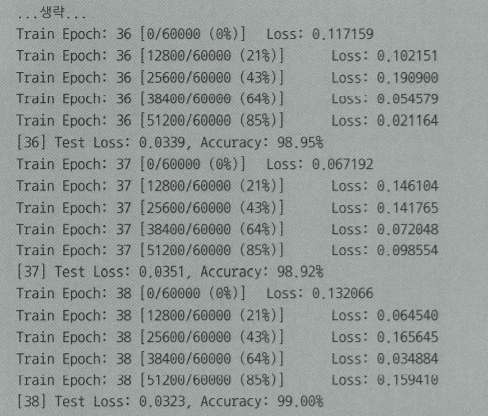 ...생략...
Train Epoch: 36 [0/60000 (0%)] Loss: 0.117159
Train Epoch: 36 [12800/60000 (21%)] Loss: 0.102151
Train Epoch: 36 [25600/60000 (43%)] Loss: 0.190900
Train Epoch: 36 [38400/60000 (64%)] Loss: 0.054579
Train Epoch: 36 [51200/60000 (85%)] Loss: 0.021164
[36] Test Loss: 0.0339, Accuracy: 98.95%
Train Epoch: 37 [0/60000 (0%)] Loss: 0.067192
Train Epoch: 37 [12800/60000 (21%)] Loss: 0.146104
Train Epoch: 37 [25600/60000 (43%)] Loss: 0.141765
Train Epoch: 37 [38400/60000 (64%)] Loss: 0.072048
Train Epoch: 37 [51200/60000 (85%)] Loss: 0.098554
[37] Test Loss: 0.0351, Accuracy: 98.92%
Train Epoch: 38 [0/60000 (0%)] Loss: 0.132066
Train Epoch: 38 [12800/60000 (21%)] Loss: 0.064540
Train Epoch: 38 [25600/60000 (43%)] Loss: 0.165645
Train Epoch: 38 [38400/60000 (64%)] Loss: 0.034884
Train Epoch: 38 [51200/60000 (85%)] Loss: 0.159410
[38] Test Loss: 0.0323, Accuracy: 99.00%